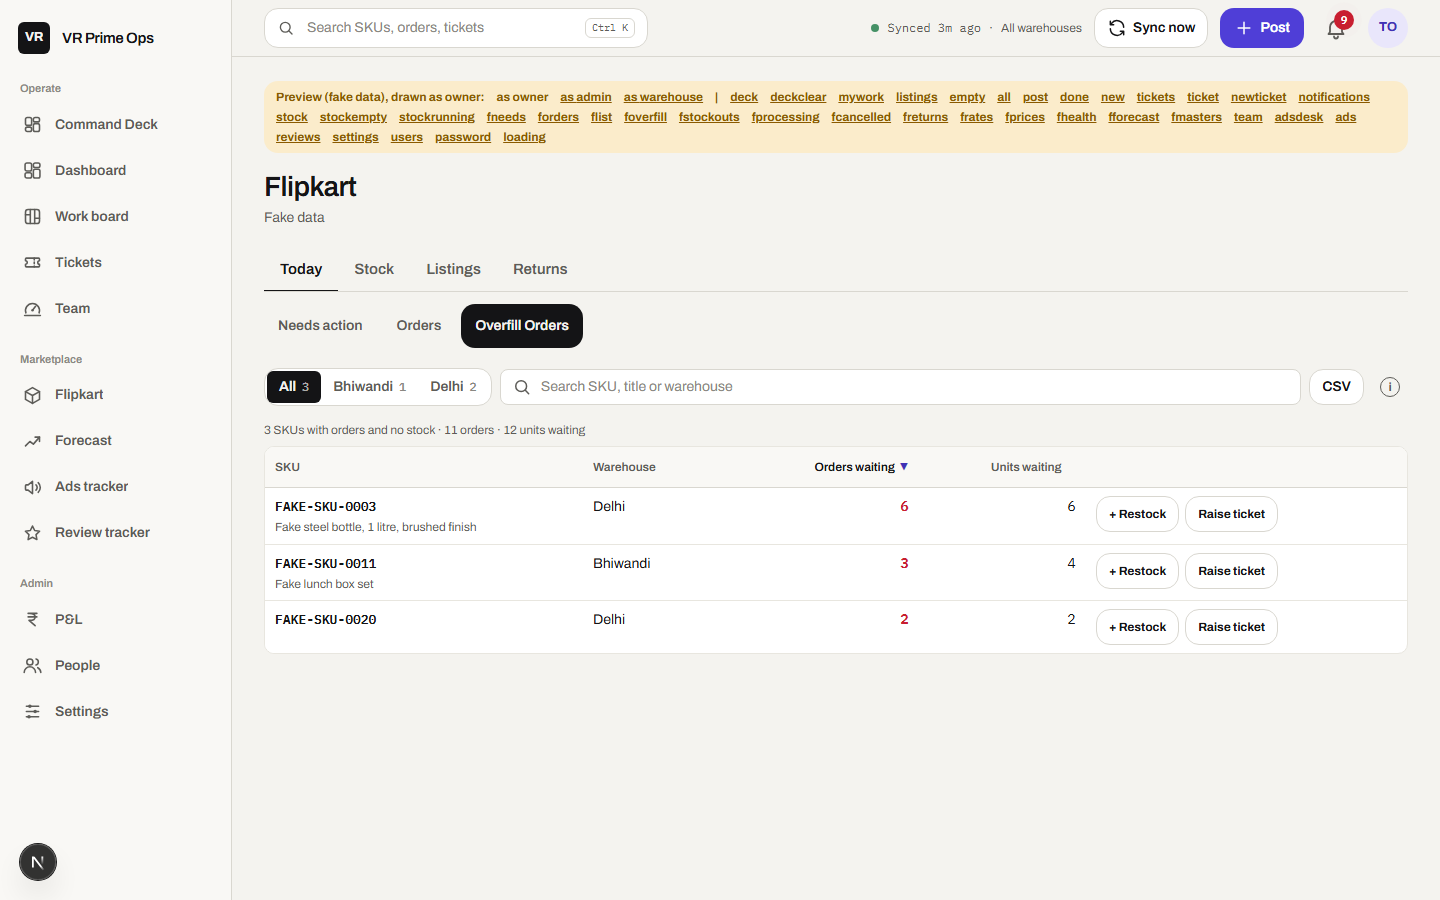 VR
VR Prime Ops
Search SKUs, orders, tickets
Ctrl K
Synced 3m ago · All warehouses
Sync now
+ Post
9
TO
Operate
Command Deck
Dashboard
Work board
Tickets
Team
Marketplace
Flipkart
Forecast
Ads tracker
Review tracker
Admin
P&L
People
Settings
N
Preview (fake data), drawn as owner: as owner as admin as warehouse | deck deckclear mywork listings empty all post done new tickets ticket newticket notifications
stock stockempty stockrunning fneeds forders flist foverfill fstockouts fprocessing fcancelled freturns frates fprices fhealth fforecast fmasters team adsdesk ads
reviews settings users password loading
Flipkart
Fake data
Today Stock Listings Returns
Needs action Orders Overfill Orders
All 3 Bhiwandi 1 Delhi 2
Search SKU, title or warehouse
CSV
i
3 SKUs with orders and no stock · 11 orders · 12 units waiting
SKU Warehouse Orders waiting ▼ Units waiting
FAKE-SKU-0003 Delhi 6 6 + Restock Raise ticket
Fake steel bottle, 1 litre, brushed finish
FAKE-SKU-0011 Bhiwandi 3 4 + Restock Raise ticket
Fake lunch box set
FAKE-SKU-0020 Delhi 2 2 + Restock Raise ticket